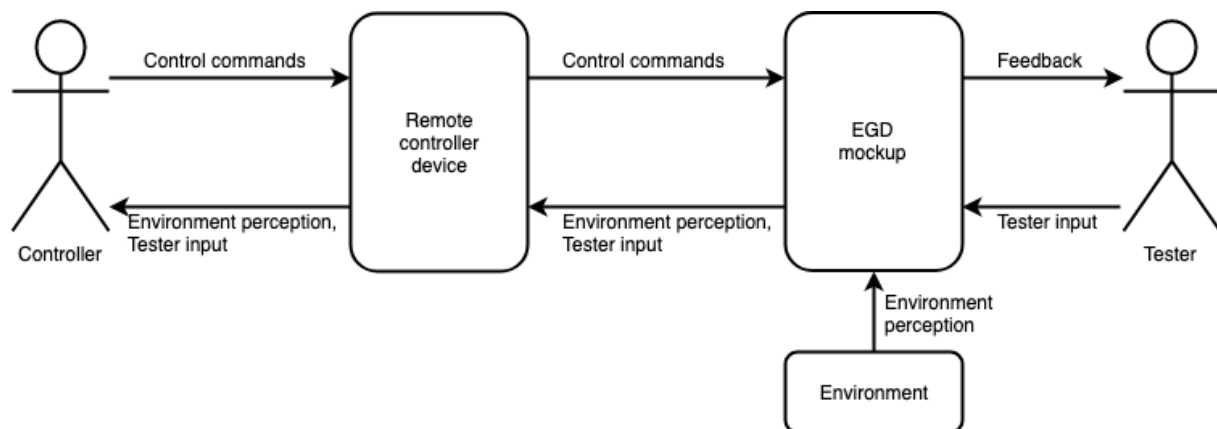 Control commands
Control commands
Feedback
Remote
controller
device
EGD
mockup
Environment perception,
Tester input
Environment perception,
Tester input
Tester input
Controller
Tester
Environment
perception
Environment